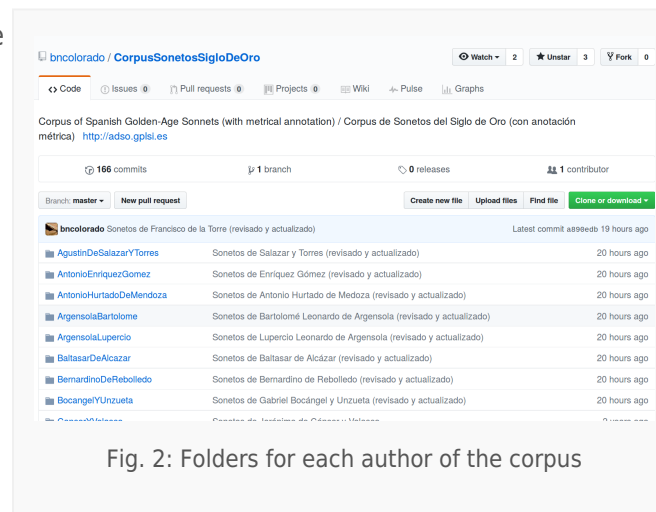 e
bncolorado / CorpusSonetosSigloDeOro
Watch 2 Unstar 3 Fork 0
Code Issues 0 Pull requests 0 Projects 0 Wiki Pulse Graphs
Corpus of Spanish Golden-Age Sonnets (with metrical annotation) / Corpus de Sonetos del Siglo de Oro (con anotación
métrica) http://adso.gplsi.es
166 commits 1 branch 0 releases 1 contributor
Branch: master New pull request Create new file Upload files Find file Clone or download
bncolorado Sonetos de Francisco de la Torre (revisado y actualizado) Latest commit a898edb 19 hours ago
AgustinDeSalazarYTorres Sonetos de Salazar y Torres (revisado y actualizado) 20 hours ago
AntonioEnriquezGomez Sonetos de Enríquez Gómez (revisado y actualizado) 20 hours ago
AntonioHurtadoDeMendoza Sonetos de Antonio Hurtado de Medoza (revisado y actualizado) 20 hours ago
ArgensolaBartolome Sonetos de Bartolomé Leonardo de Argensola (revisado y actualizado) 20 hours ago
ArgensolaLupercio Sonetos de Lupercio Leonardo de Argensola (revisado y actualizado) 20 hours ago
BaltasarDeAlcazar Sonetos de Baltasar de Alcázar (revisado y actualizado) 20 hours ago
BernardinoDeRebolledo Sonetos de Bernardino de Rebolledo (revisado y actualizado) 20 hours ago
BocangelYUnzueta Sonetos de Gabriel Bocángel y Unzueta (revisado y actualizado) 20 hours ago
Fig. 2: Folders for each author of the corpus